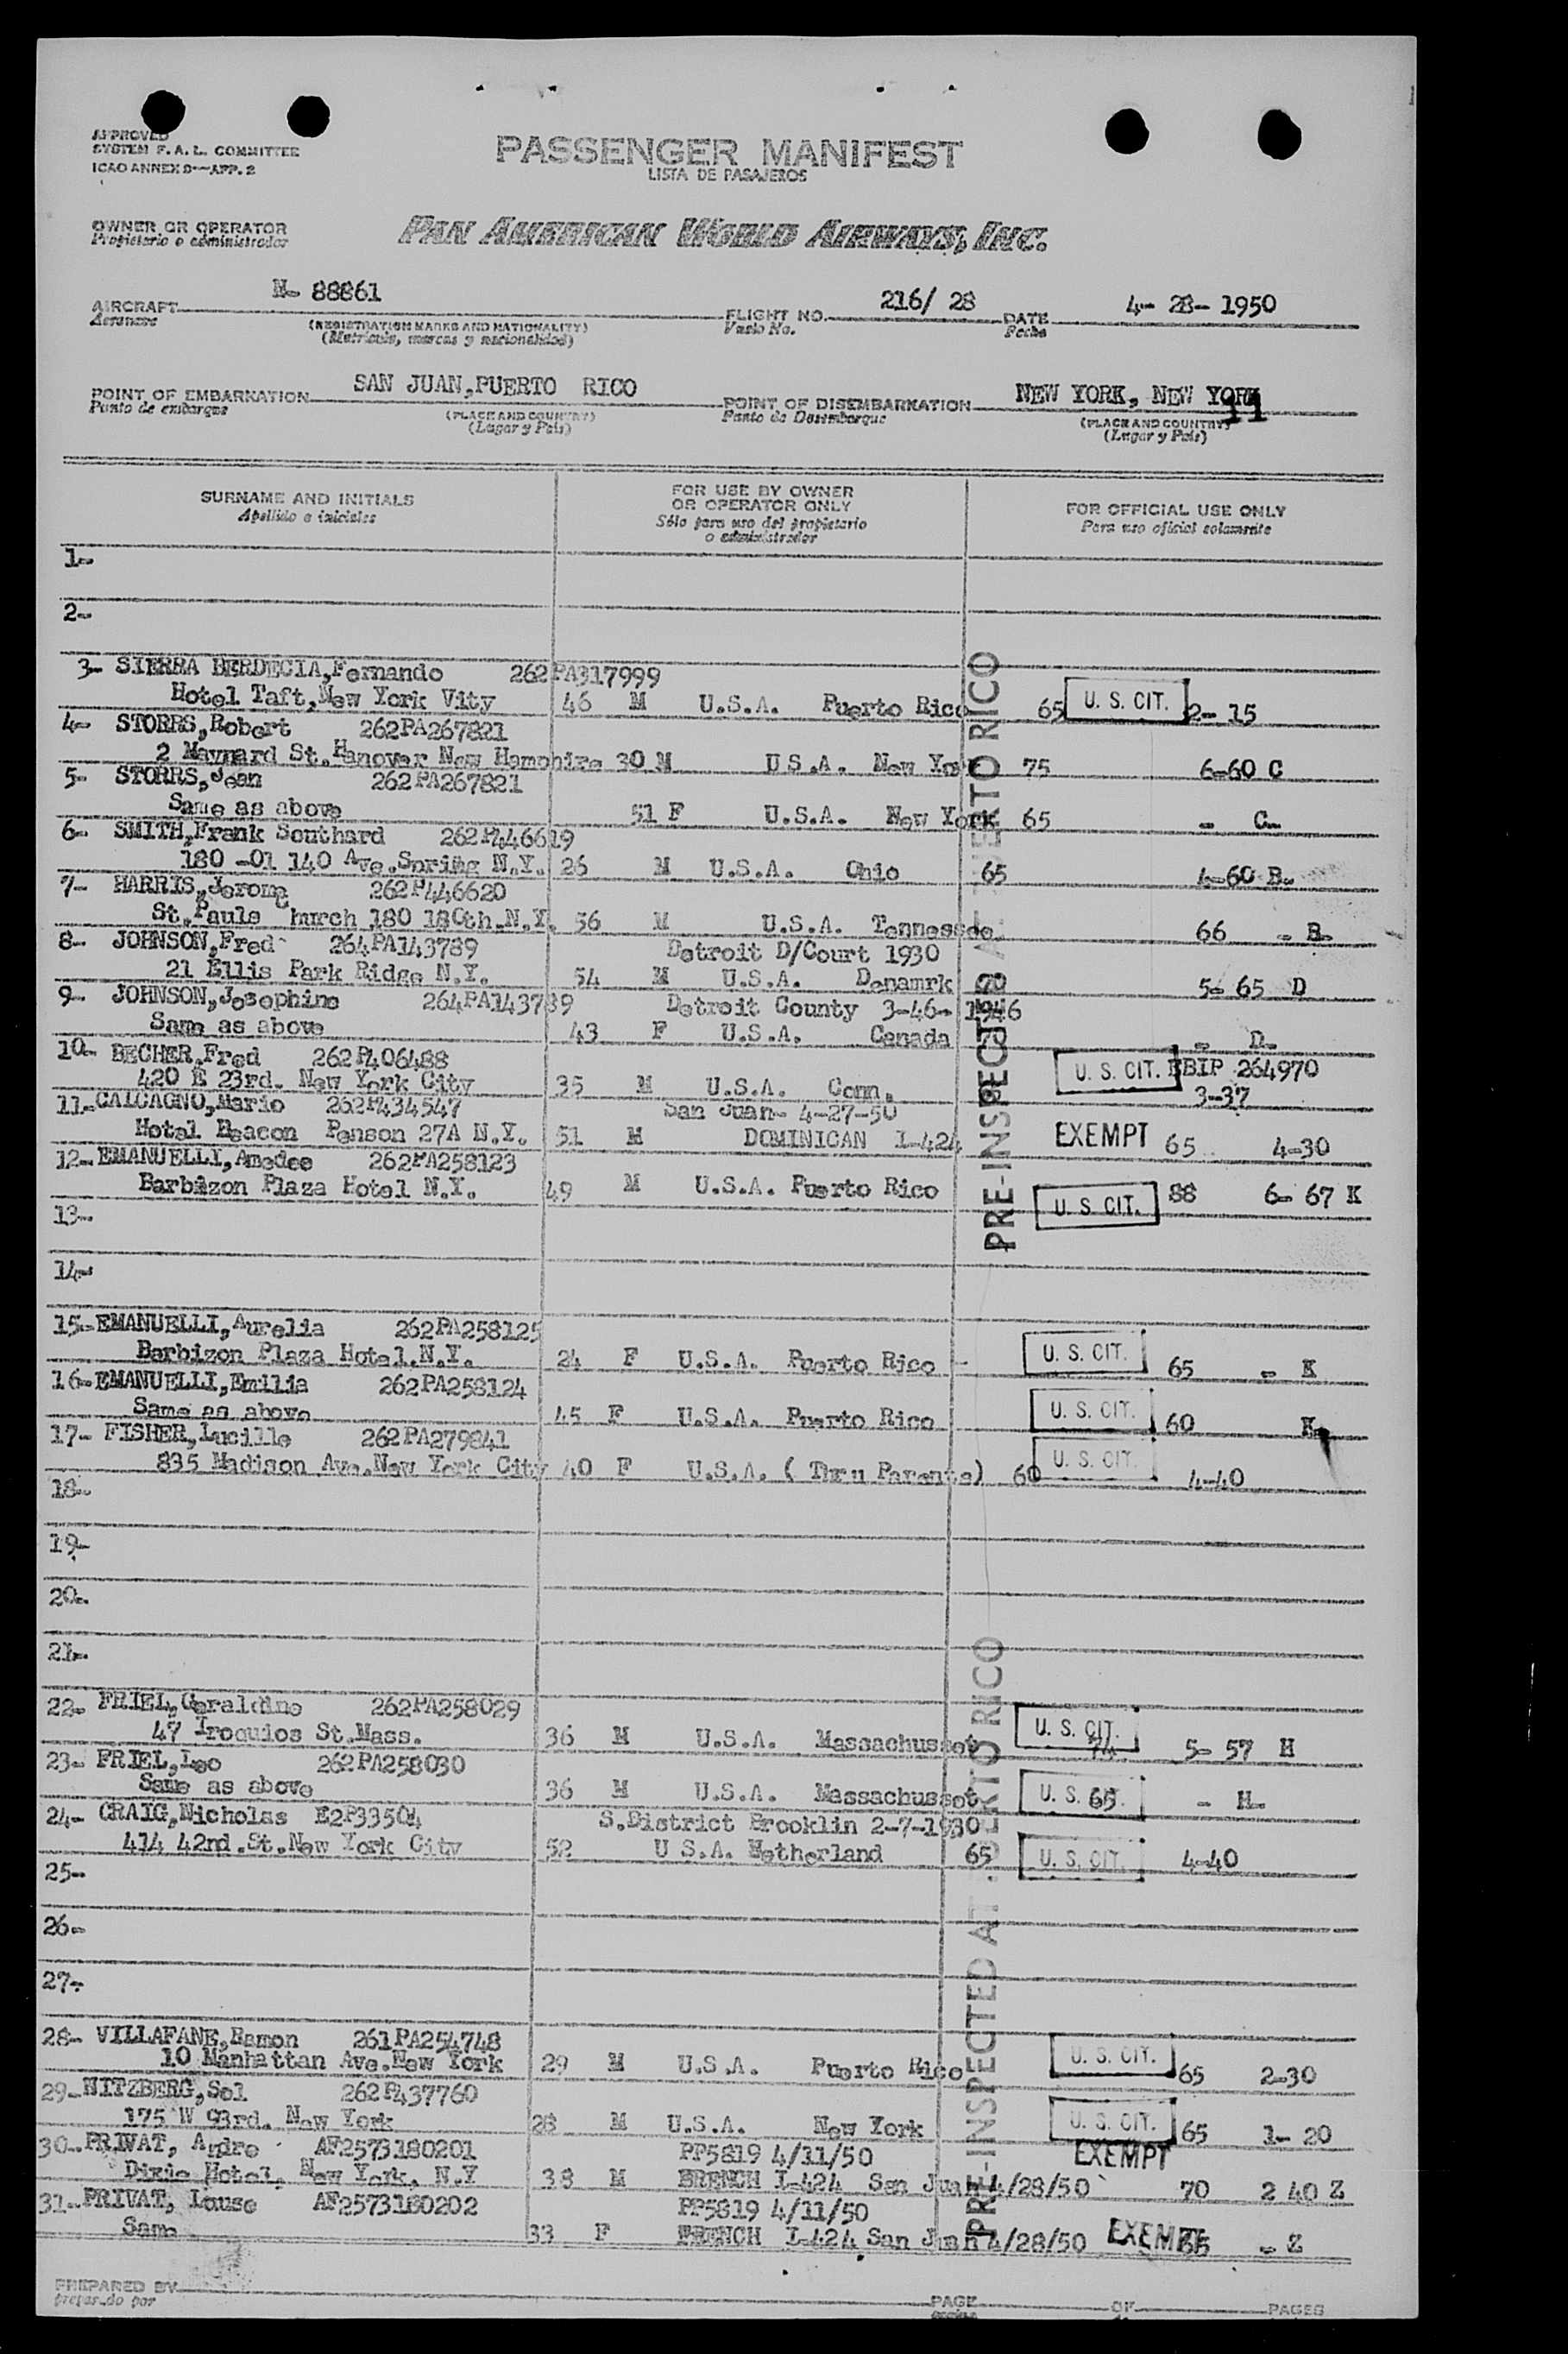 APPROVED
SYSTEM F. A. L. COMMITTEE
ICAO ANNEX 9—APP. 2
PASSENGER MANIFEST
LISTA DE PASAJEROS
OWNER OR OPERATOR
Propietario o administrador
PAN AMERICAN WORLD AIRWAYS, INC.
AIRCRAFT N- 88861
Aeronave
(REGISTRATION MARKS AND NATIONALITY)
(Matricula, marcas y nacionalidad)
FLIGHT NO. 216/ 28
Vuelo No.
DATE 4- 28- 1950
Fecha
POINT OF EMBARKATION SAN JUAN,PUERTO RICO
Punto de embarque
(PLACE AND COUNTRY)
(Lugar y Pais)
POINT OF DISEMBARKATION NEW YORK, NEW YORK
Punto de Desembarque
11
(PLACE AND COUNTRY)
(Lugar y Pais)
SURNAME AND INITIALS
Apellido e iniciales
FOR USE BY OWNER
OR OPERATOR ONLY
Sólo para uso del propietario
o administrador
FOR OFFICIAL USE ONLY
Para uso oficial solamente
1-
2-
3- SIERRA BERDECIA,Fernando 262PA317999
Hotel Taft,New York Vity 46 M U.S.A. Puerto Rico 65 U. S. CIT. 2- 15
4- STORRS,Robert 262PA267821
2 Maynard St.Hanover New Hamphire 30 M U.S.A. New York 75 6-60 C
5- STORRS,Jean 262PA267821
Same as above 51 F U.S.A. New York 65 - C-
6- SMITH,Frank Southard 262P446619
180 -01 140 Ave.Spring N.Y. 26 M U.S.A. Ohio 65 4-60 B-
7- HARRIS,Jerome 262P446620
St.Pauls Church 180 180th.N.Y. 56 M U.S.A. Tennessee 66 - B-
8- JOHNSON,Fred 264PA143789 Detroit D/Court 1930
21 Ellis Park Ridge N.Y. 54 M U.S.A. Denamrk 5- 65 D
9- JOHNSON,Josephine 264PA143789 Detroit County 3-46- 1946
Same as above 43 F U.S.A. Canada - D-
10- BECHER,Fred 262P406488
420 E 23rd. New York City 35 M U.S.A. Conn. U. S. CIT. BBIP 264970
3-37
11-CALCAGNO,Mario 262P434547 San Juan- 4-27-50
Hotel Beacon Penson 27A N.Y. 51 M DOMINICAN I-424 EXEMPT 65 4-30
12-EMANUELLI,Amedee 262PA258123
Barbizon Plaza Hotel N.Y. 49 M U.S.A. Puerto Rico U. S. CIT. 88 6- 67 K
PRE-INSPECTED AT PUERTO RICO
13-
14-
15-EMANUELLI,Aurelia 262PA258125
Barbizon Plaza Hotel.N.Y. 24 F U.S.A. Puerto Rico - U. S. CIT. 65 - K
16-EMANUELLI,Emilia 262PA258124
Same as above 45 F U.S.A. Puerto Rico U. S. CIT. 60 K-
17- FISHER,Lucille 262PA279841
835 Madison Ave.New York City 40 F U.S.A. ( Thru Parents) 60 U. S. CIT. 4-40
18-
19-
20-
21-
22- FRIEL,Geraldine 262PA258029
47 Iroquios St.Mass. 36 M U.S.A. Massachusset U. S. CIT. 5- 57 H
23- FRIEL,Leo 262PA258030
Same as above 36 M U.S.A. Massachusset U. S. CIT. 65 - H-
24- CRAIG,Nicholas E2P33504 S.District Brooklin 2-7-1930
414 42nd.St.New York City 52 U S.A. Netherland 65 U. S. CIT. 4-40
25-
26-
27-
28- VILLAFANE,Ramon 261PA254748
10 Manhattan Ave.New York 29 M U.S.A. Puerto Rico U. S. CIT. 65 2-30
29-NITZBERG,Sol 262P437760
175 W 93rd. New York 28 M U.S.A. New York U. S. CIT. 65 1- 20
30-PRIVAT, Andre AF2573180201 PP5819 4/11/50 EXEMPT
Dixie Hotel, New York, N.Y 38 M FRENCH I-424 San Juan 4/28/50 70 2 40 Z
31-PRIVAT, Louse AF2573180202 PP5819 4/11/50
Same 33 F FRENCH I-424 San Juan 4/28/50 EXEMPT 65 - Z
PRE-INSPECTED AT PUERTO RICO
PREPARED BY
preparado por
PAGE OF PAGES